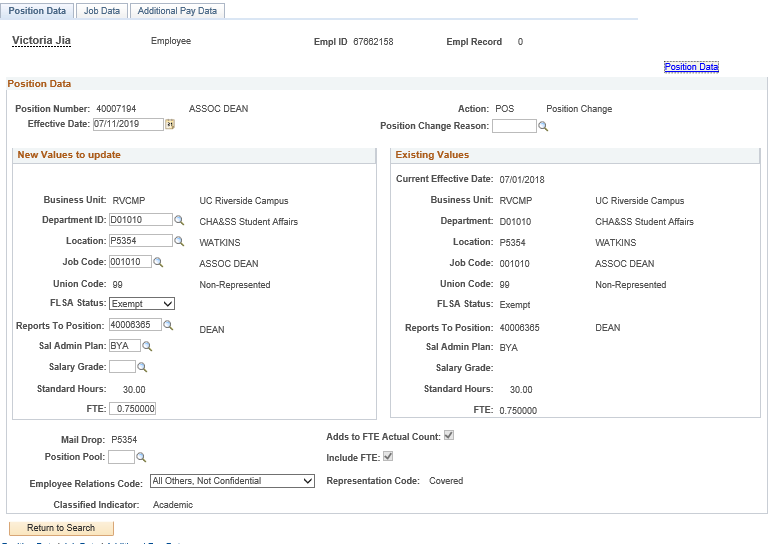 Position Data Job Data Additional Pay Data
Victoria Jia Employee Empl ID 67662158 Empl Record 0
Position Data
Position Data
Position Number: 40007194 ASSOC DEAN Action: POS Position Change
Effective Date: 07/11/2019 Position Change Reason:
New Values to update Existing Values
Current Effective Date: 07/01/2018
Business Unit: RVCMP UC Riverside Campus Business Unit: RVCMP UC Riverside Campus
Department ID: D01010 CHA&SS Student Affairs Department: D01010 CHA&SS Student Affairs
Location: P5354 WATKINS Location: P5354 WATKINS
Job Code: 001010 ASSOC DEAN Job Code: 001010 ASSOC DEAN
Union Code: 99 Non-Represented Union Code: 99 Non-Represented
FLSA Status: Exempt FLSA Status: Exempt
Reports To Position: 40006365 DEAN Reports To Position: 40006365 DEAN
Sal Admin Plan: BYA Sal Admin Plan: BYA
Salary Grade: Salary Grade:
Standard Hours: 30.00 Standard Hours: 30.00
FTE: 0.750000 FTE: 0.750000
Mail Drop: P5354 Adds to FTE Actual Count:
Position Pool: Include FTE:
Employee Relations Code: All Others, Not Confidential Representation Code: Covered
Classified Indicator: Academic
Return to Search